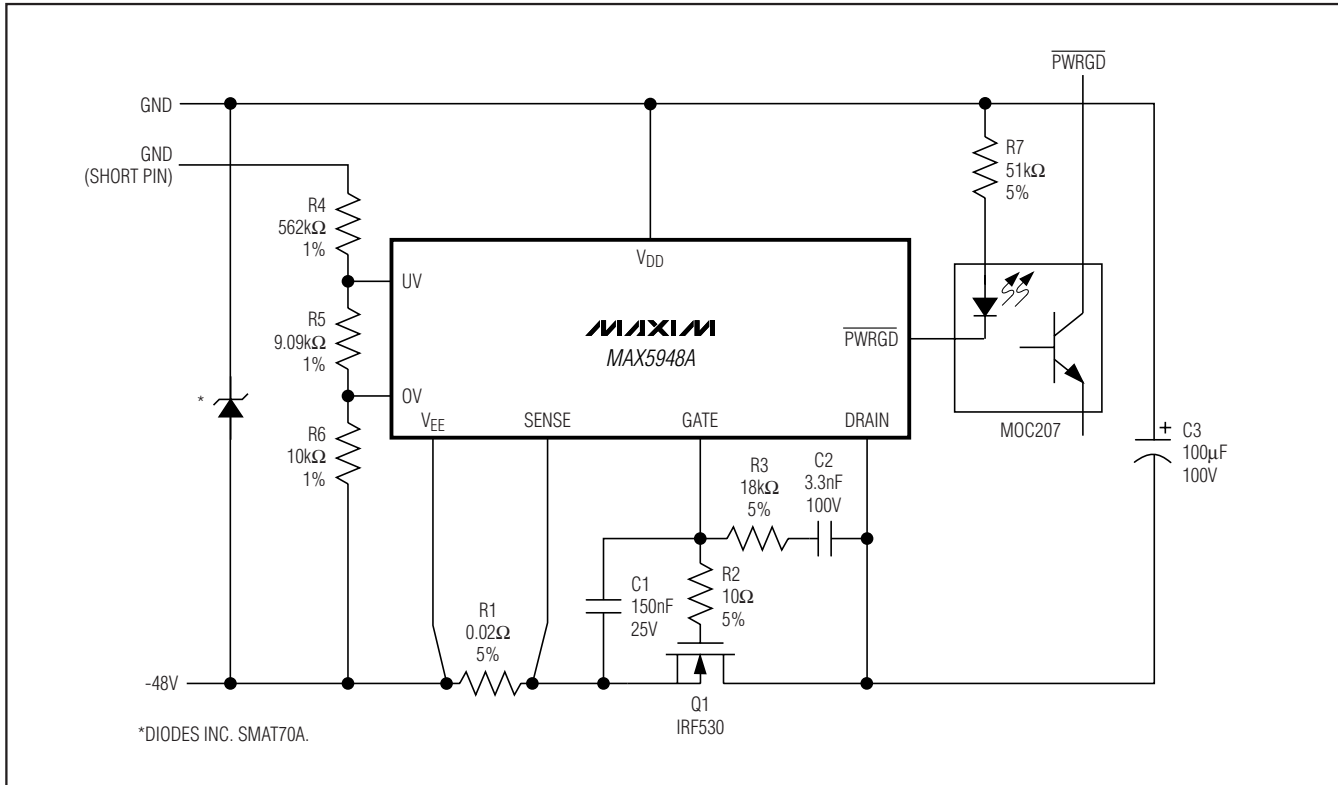 PWRGD
GND
GND
(SHORT PIN)
R4
562kΩ
1%
R5
9.09kΩ
1%
R6
10kΩ
1%
*
UV
OV
VDD
MAXIM
MAX5948A
PWRGD
VEE
SENSE
GATE
DRAIN
R7
51kΩ
5%
MOC207
+
C3
100μF
100V
R3
18kΩ
5%
C2
3.3nF
100V
C1
150nF
25V
R2
10Ω
5%
R1
0.02Ω
5%
-48V
Q1
IRF530
*DIODES INC. SMAT70A.